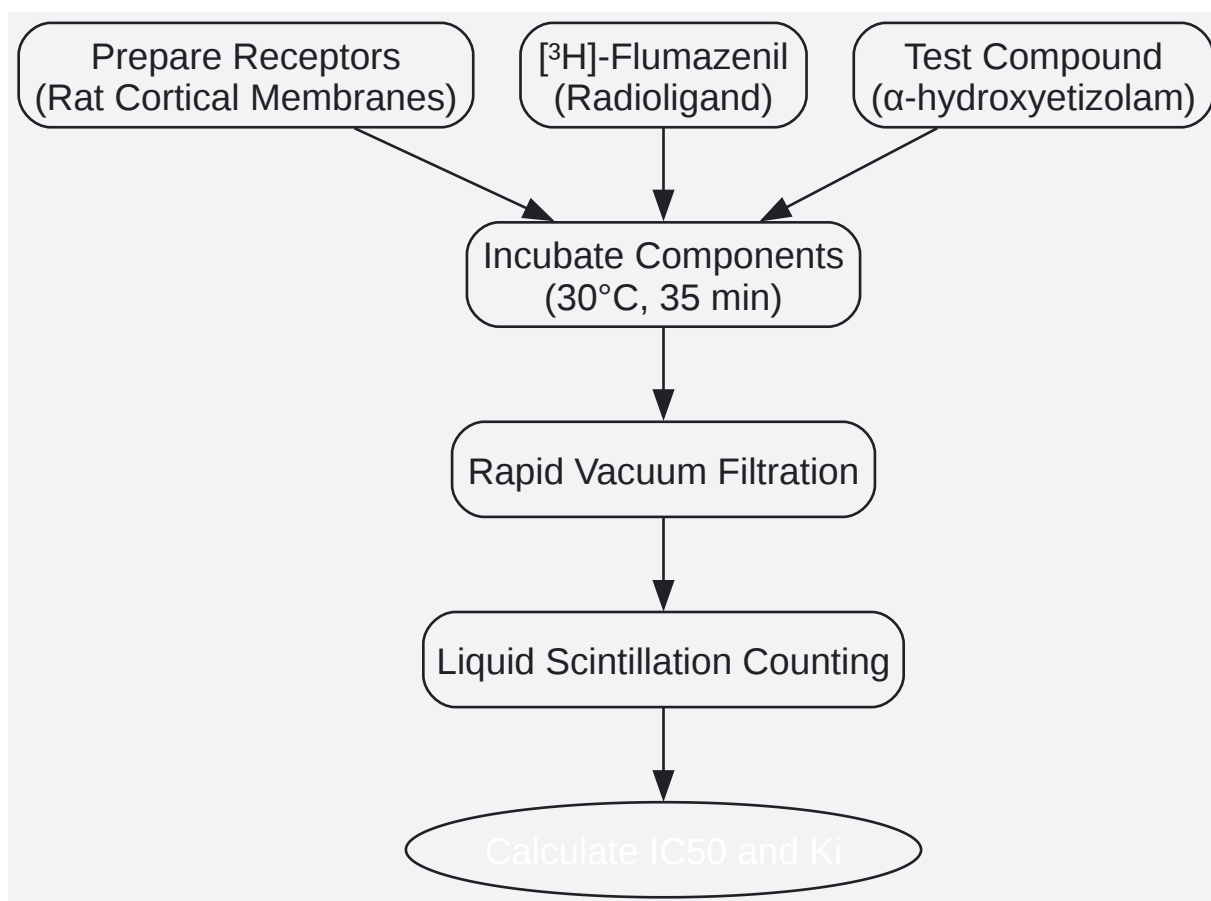 Prepare Receptors
(Rat Cortical Membranes)
[³H]-Flumazenil
(Radioligand)
Test Compound
(α-hydroxyetizolam)
Incubate Components
(30°C, 35 min)
Rapid Vacuum Filtration
Liquid Scintillation Counting
Calculate IC50 and Ki